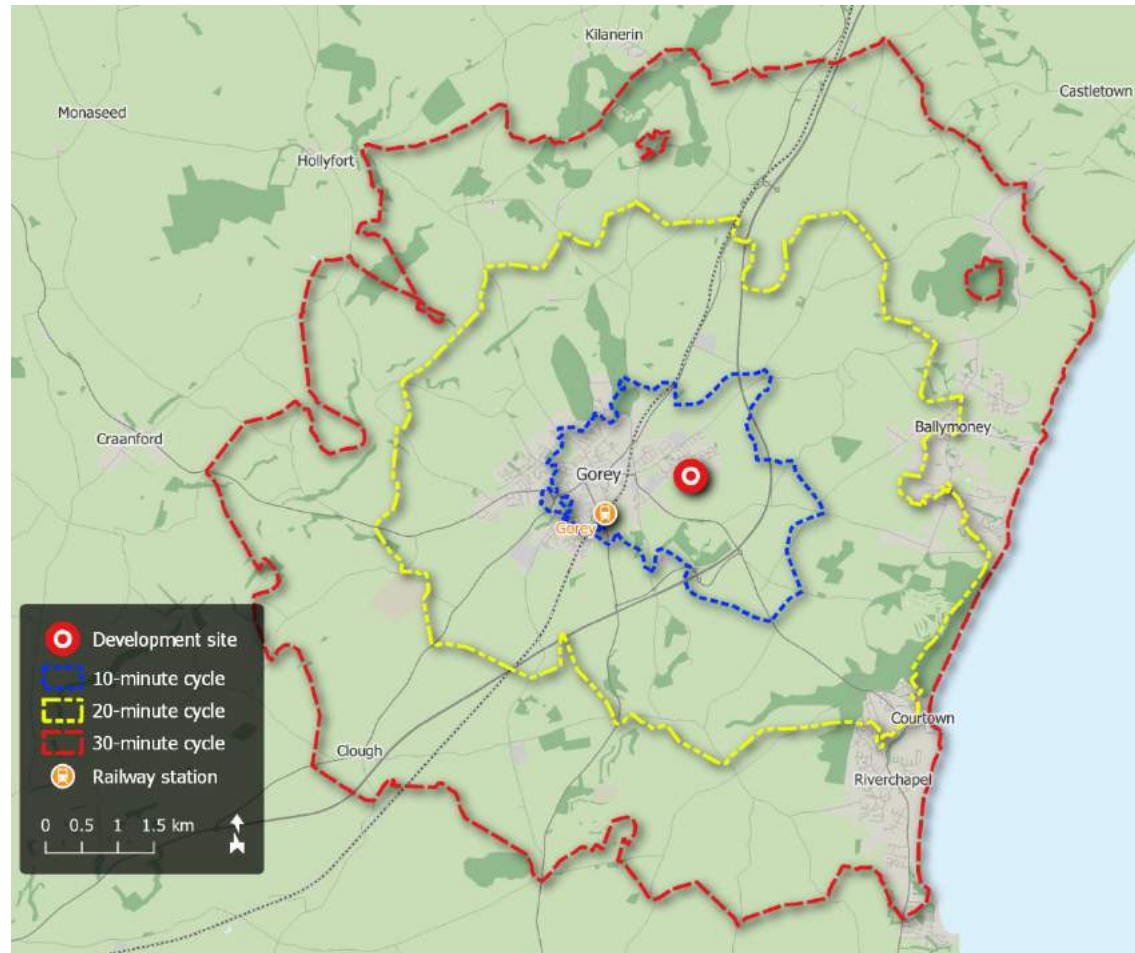 Kilanerin
Castletown
Monaseed
Hollyfort
Craanford
Ballymoney
Gorey
Gorey
Development site
10-minute cycle
20-minute cycle
30-minute cycle
Railway station
0 0.5 1 1.5 km
Clough
Courtown
Riverchapel